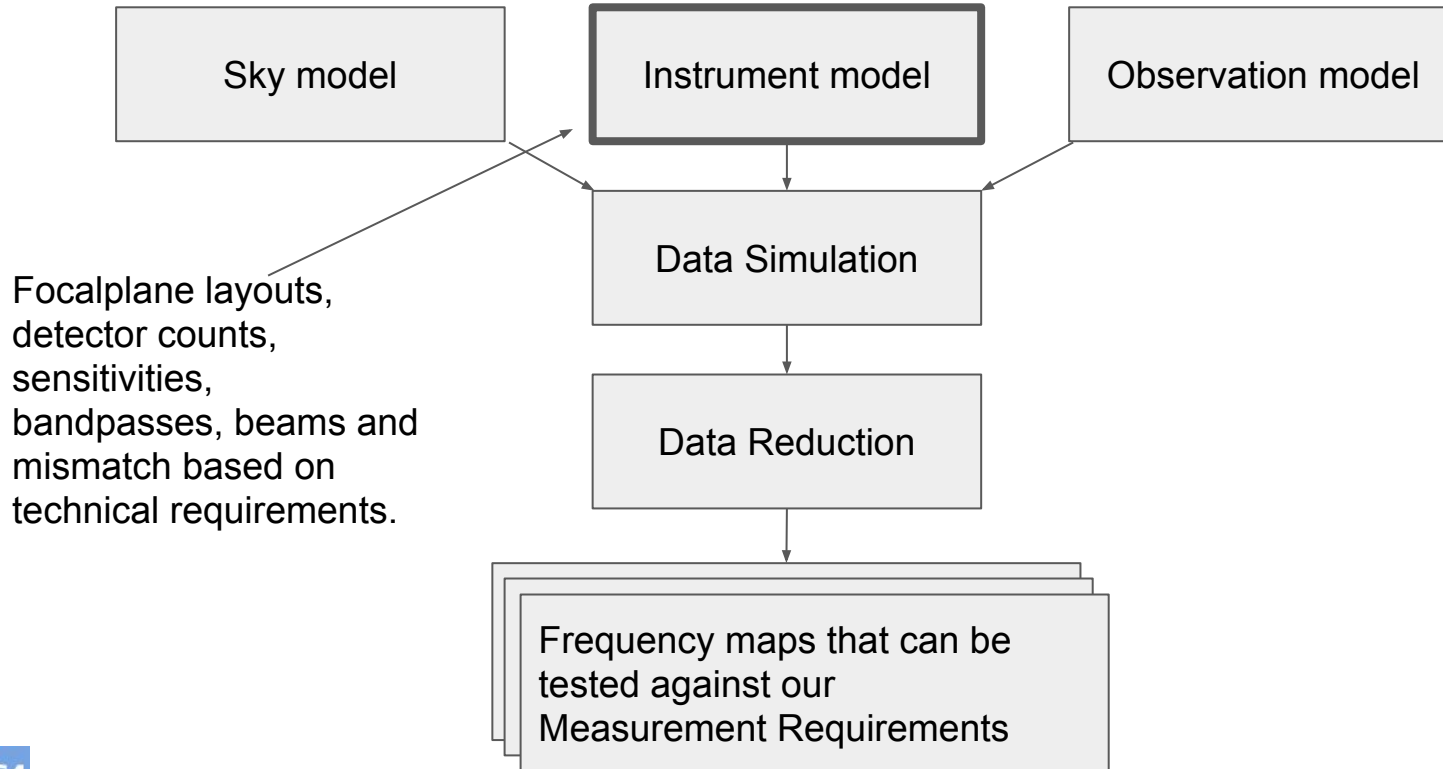 Sky model
Instrument model
Observation model
Data Simulation
Focalplane layouts,
detector counts,
sensitivities,
bandpasses, beams and
mismatch based on
technical requirements.
Data Reduction
Frequency maps that can be
tested against our
Measurement Requirements